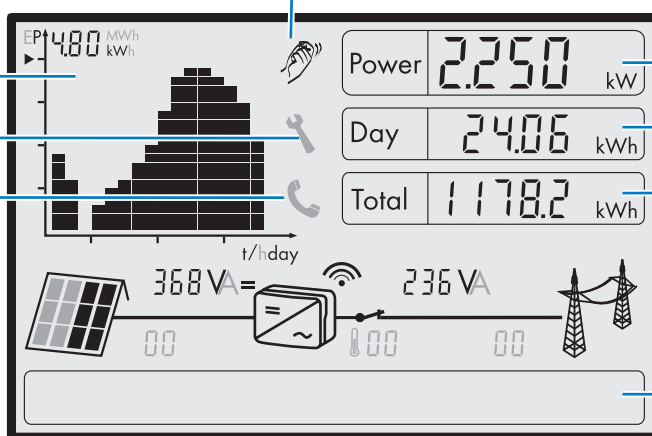 EP 4.80 MWh
kWh
Power 2.250 kW
Day 24.06 kWh
Total 1178.2 kWh
t/hday
368 VA =
236 VA
= ~
00 00 00